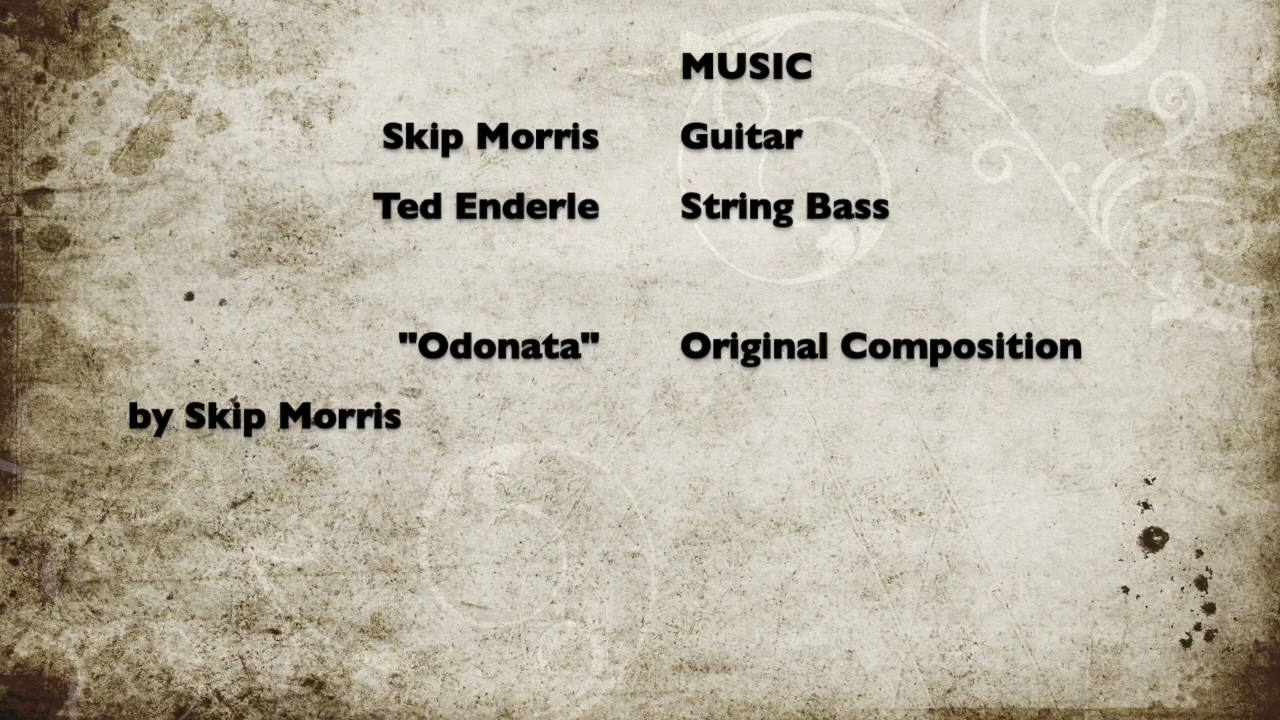 MUSIC
Skip Morris Guitar
Ted Enderle String Bass
"Odonata" Original Composition
by Skip Morris